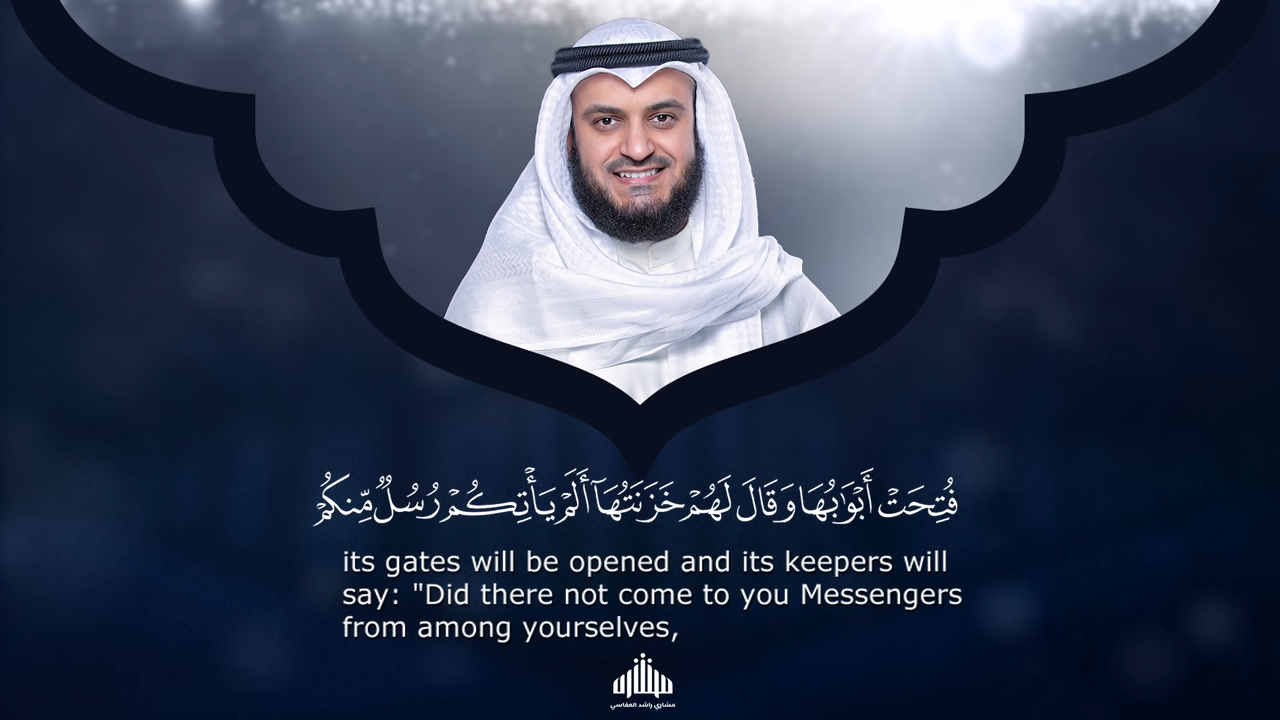 فُتِحَتْ أَبْوَٰبُهَا وَقَالَ لَهُمْ خَزَنَتُهَآ أَلَمْ يَأْتِكُمْ رُسُلٌ مِّنكُمْ
its gates will be opened and its keepers will
say: "Did there not come to you Messengers
from among yourselves,
مشاري راشد العفاسي